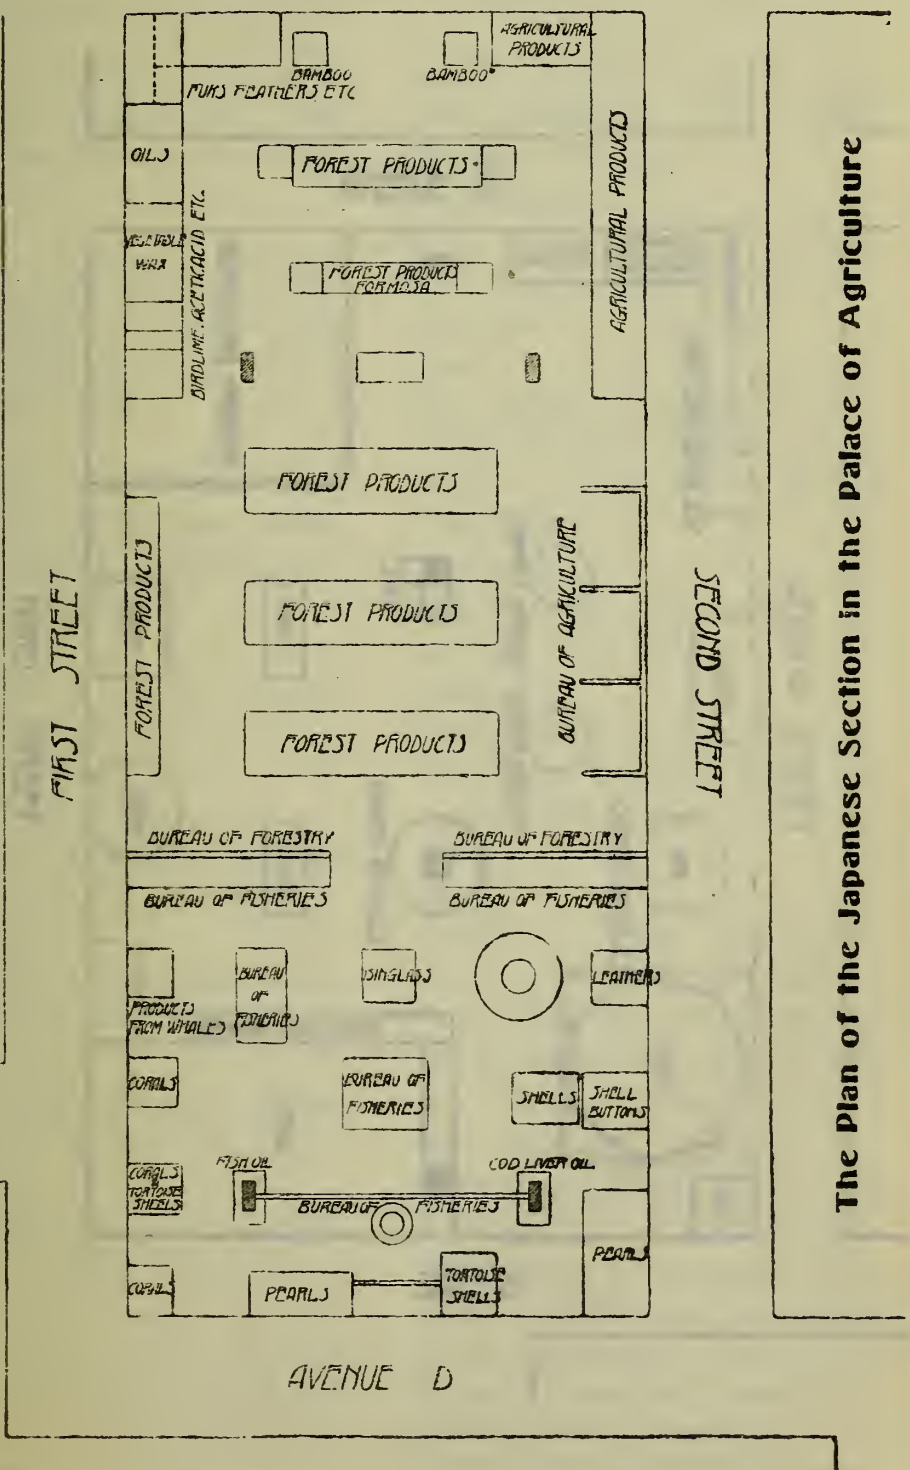 AGRICULTURAL
PRODUCTS
BAMBOO
BAMBOO
FURS FEATHERS ETC
OILS
FOREST PRODUCTS
AGRICULTURAL PRODUCTS
VEGETABLE
WAX
BIRDLIME. ACETICACID ETC.
FOREST PRODUCTS
FORMOSA
FOREST PRODUCTS
FOREST PRODUCTS
FOREST PRODUCTS
FOREST PRODUCTS
BUREAU OF AGRICULTURE
FIRST STREET
SECOND STREET
BUREAU OF FORESTRY
BUREAU OF FORESTRY
BUREAU OF FISHERIES
BUREAU OF FISHERIES
PRODUCTS
FROM WHALES
BUREAU
OF
FISHERIES
ISINGLASS
LEATHERS
CORALS
BUREAU OF
FISHERIES
SHELLS
SHELL
BUTTONS
CORALS
TORTOISE
SHELLS
FISH OIL
COD LIVER OIL
BUREAU OF FISHERIES
PEARLS
CORALS
PEARLS
TORTOISE
SHELLS
AVENUE D
The Plan of the Japanese Section in the Palace of Agriculture